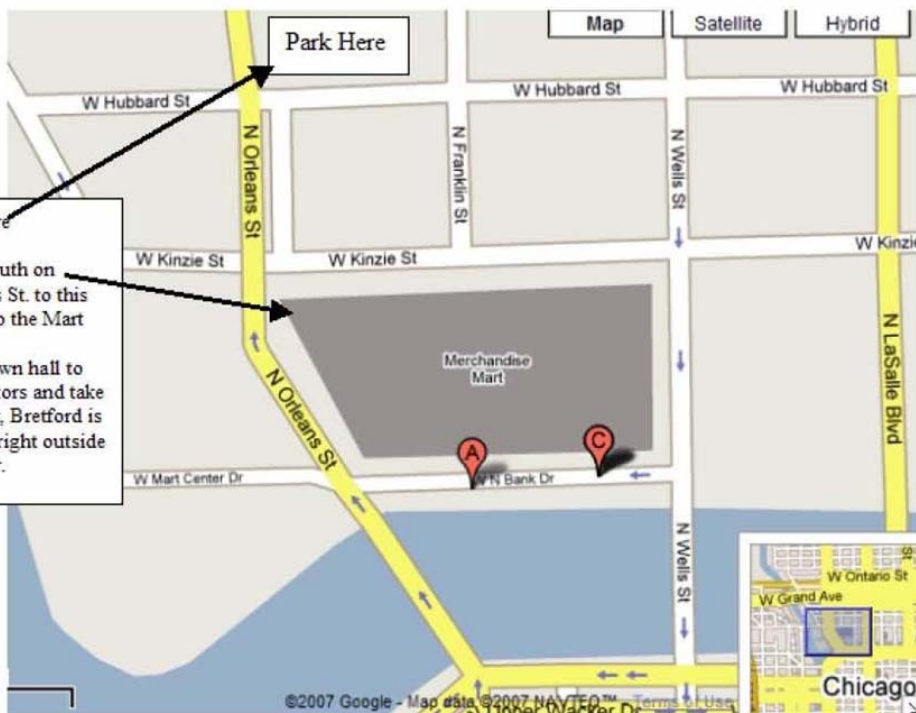 Map Satellite Hybrid
Park Here
W Hubbard St
W Hubbard St
W Hubbard St
N Orleans St
N Franklin St
N Wells St
uth on
St. to this
o the Mart
wn hall to
tors and take
, Bretford is
right outside
W Kinzie St
W Kinzie St
W Kinzie
Merchandise
Mart
N LaSalle Blvd
N Orleans St
A
C
W Mart Center Dr
N Bank Dr
N Wells St
W Ontario St
W Grand Ave
Chicago
©2007 Google - Map data ©2007 NAVTEQ™ Terms of Use
Upper Wacker Dr